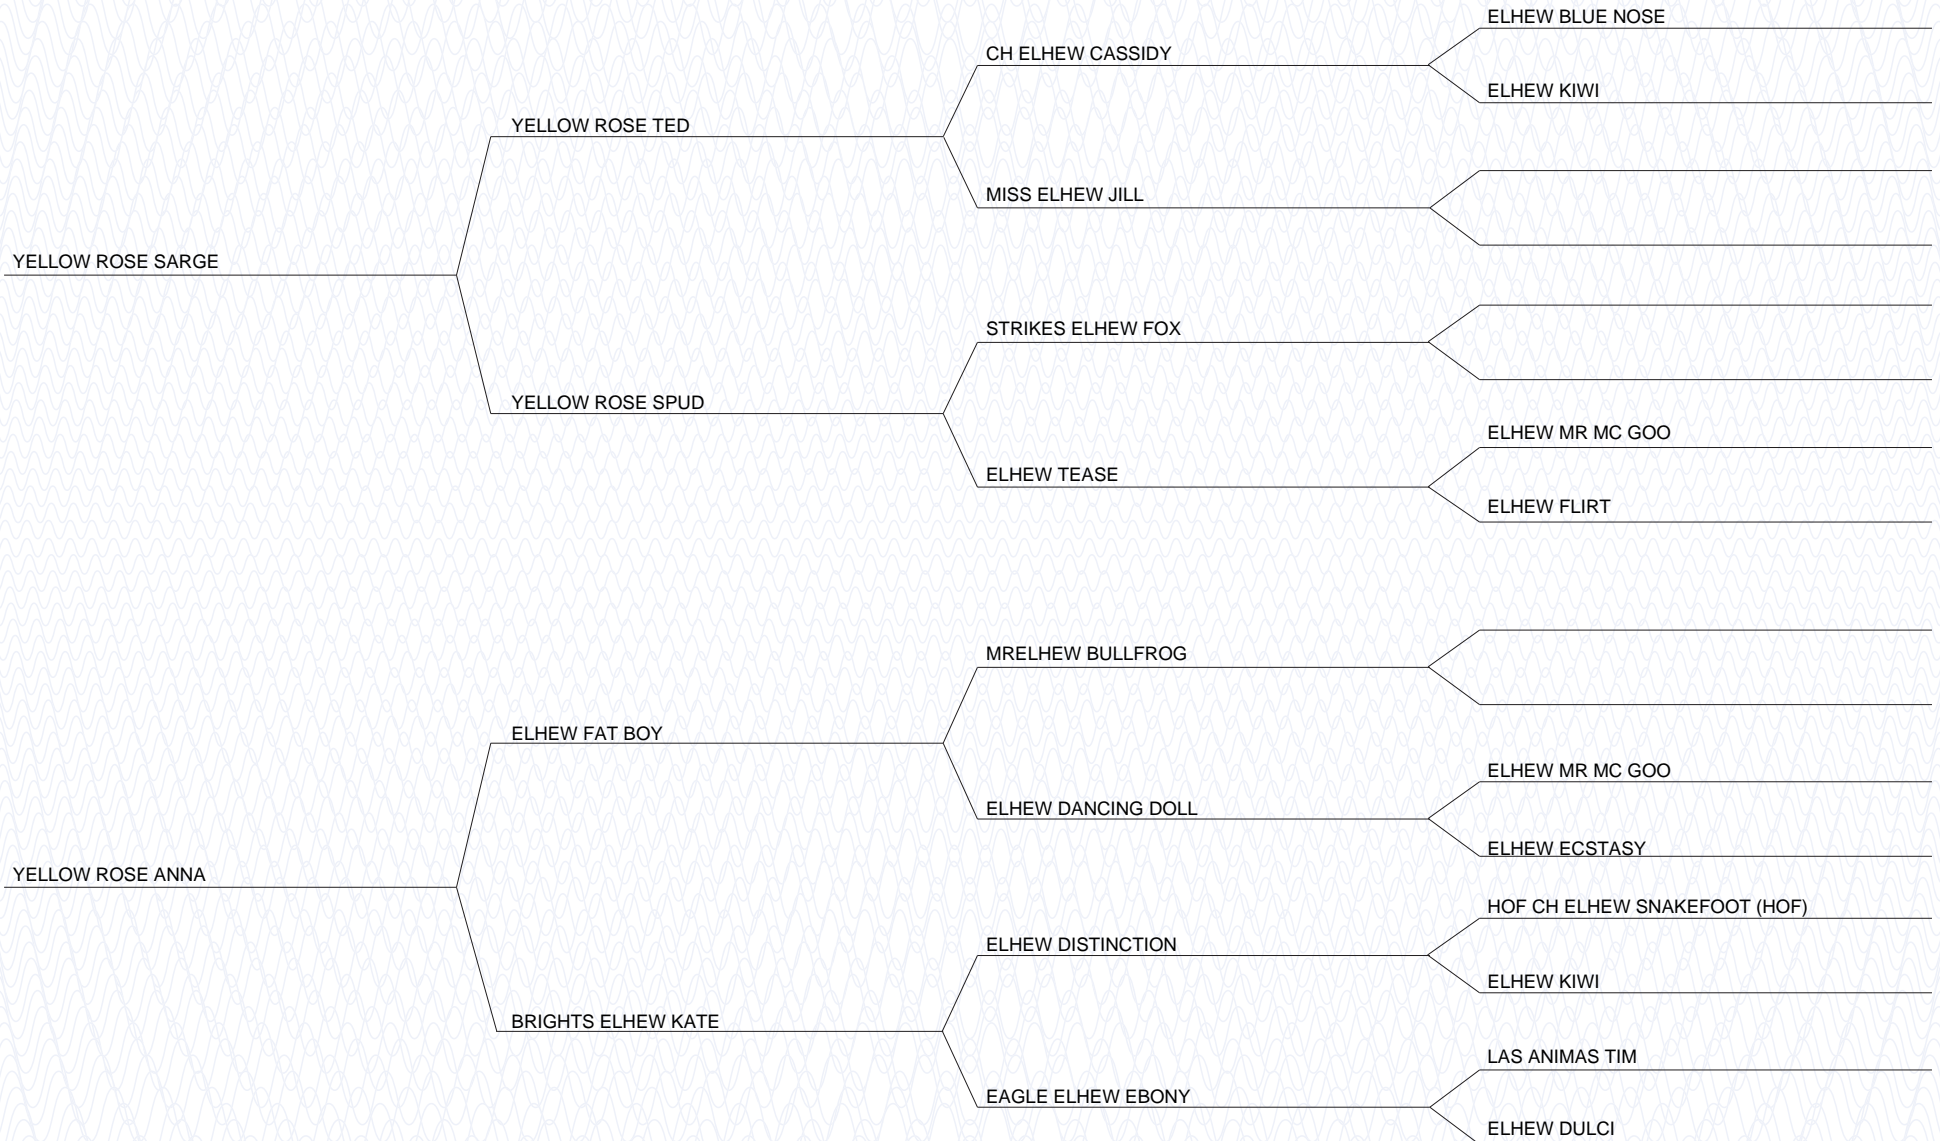 ELHEW BLUE NOSE
CH ELHEW CASSIDY
ELHEW KIWI
YELLOW ROSE TED
MISS ELHEW JILL
YELLOW ROSE SARGE
STRIKES ELHEW FOX
YELLOW ROSE SPUD
ELHEW MR MC GOO
ELHEW TEASE
ELHEW FLIRT
MRELHEW BULLFROG
ELHEW FAT BOY
ELHEW MR MC GOO
ELHEW DANCING DOLL
ELHEW ECSTASY
YELLOW ROSE ANNA
HOF CH ELHEW SNAKEFOOT (HOF)
ELHEW DISTINCTION
ELHEW KIWI
BRIGHTS ELHEW KATE
LAS ANIMAS TIM
EAGLE ELHEW EBONY
ELHEW DULCI